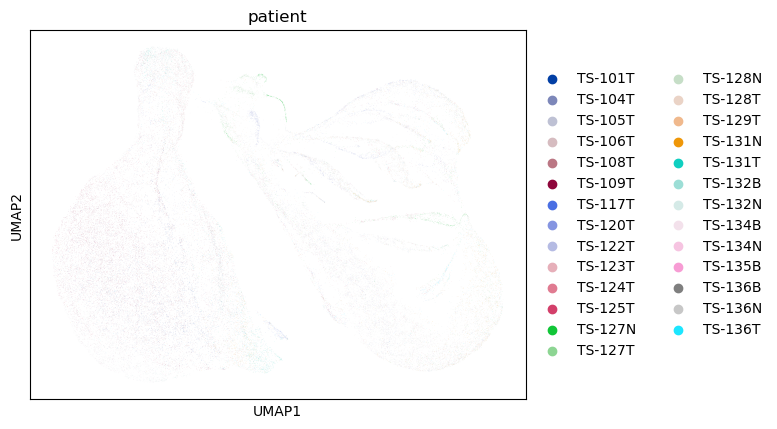 patient
UMAP2
UMAP1
TS-101T
TS-104T
TS-105T
TS-106T
TS-108T
TS-109T
TS-117T
TS-120T
TS-122T
TS-123T
TS-124T
TS-125T
TS-127N
TS-127T
TS-128N
TS-128T
TS-129T
TS-131N
TS-131T
TS-132B
TS-132N
TS-134B
TS-134N
TS-135B
TS-136B
TS-136N
TS-136T